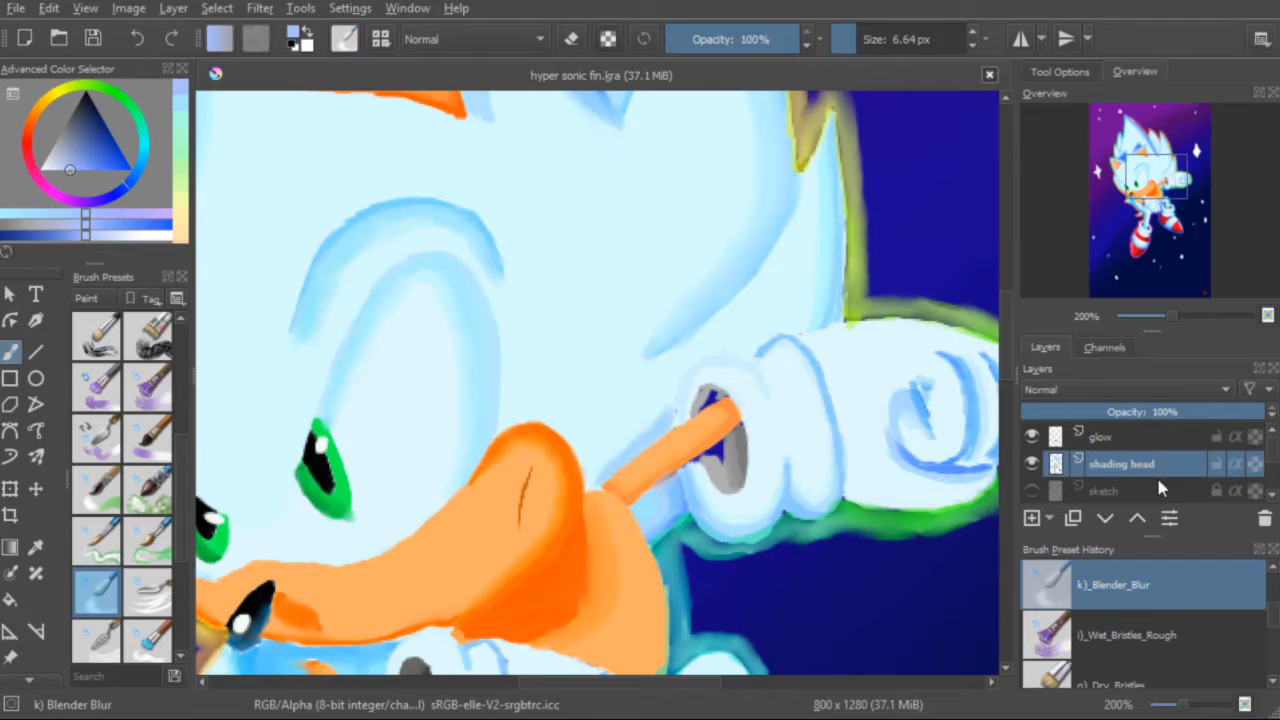 File Edit View Image Layer Select Filter Tools Settings Window Help
Normal
Opacity: 100%
Size: 6.64 px
Advanced Color Selector
hyper sonic fin.kra (37.1 MiB)
Tool Options Overview
Overview
200%
Brush Presets
Paint Tag
Search
Layers Channels
Layers
Normal
Opacity: 100%
glow
shading head
sketch
Brush Preset History
k)_Blender_Blur
i)_Wet_Bristles_Rough
g)_Dry_Bristles
k) Blender Blur
RGB/Alpha (8-bit integer/cha...l) sRGB-elle-V2-srgbtrc.icc
800 x 1280 (37.1 MiB)
200%